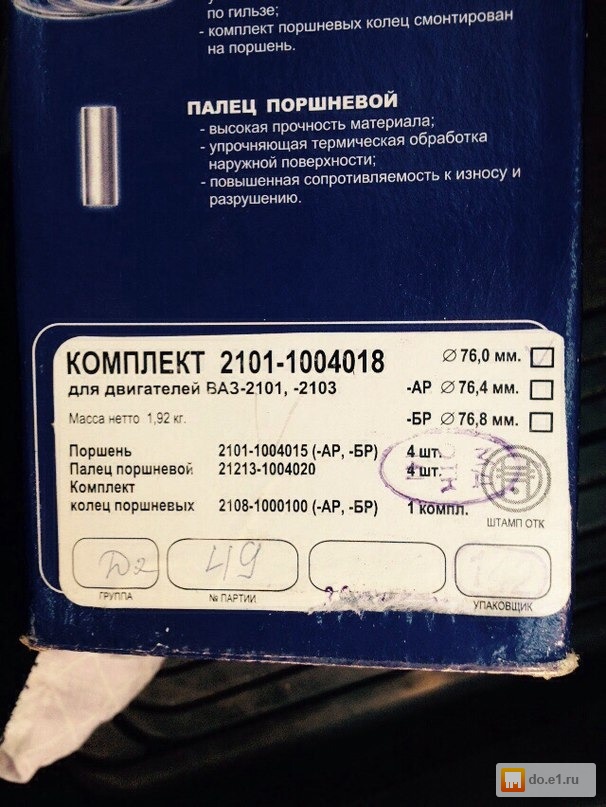 по гильзе;
- комплект поршневых колец смонтирован
на поршень.
ПАЛЕЦ ПОРШНЕВОЙ
- высокая прочность материала;
- упрочняющая термическая обработка
наружной поверхности;
- повышенная сопротивляемость к износу и
разрушению.
КОМПЛЕКТ 2101-1004018 Ø 76,0 мм.
для двигателей ВАЗ-2101, -2103 -АР Ø 76,4 мм.
Масса нетто 1,92 кг. -БР Ø 76,8 мм.
Поршень 2101-1004015 (-АР, -БР) 4 шт.
Палец поршневой 21213-1004020 4 шт.
Комплект
колец поршневых 2108-1000100 (-АР, -БР) 1 компл.
ШТАМП ОТК
D2 49
ГРУППА № ПАРТИИ УПАКОВЩИК
do.e1.ru